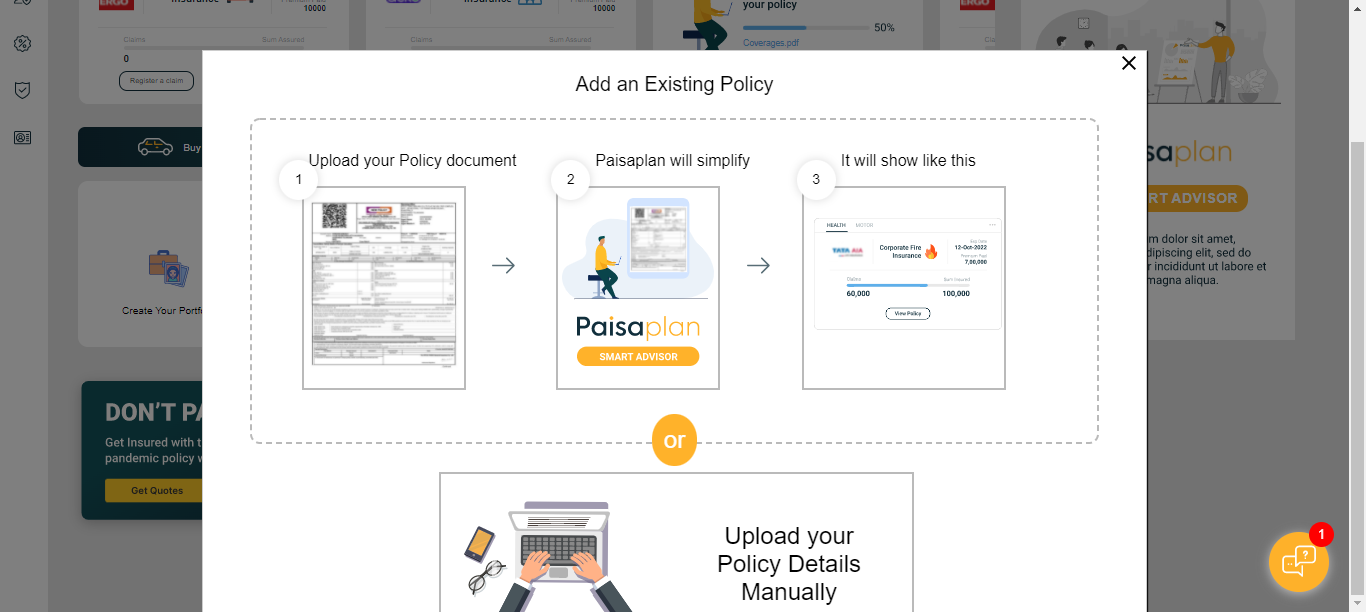 ERGO
10000
10000
your policy
50%
Coverages.pdf
ERGO
Claims
Sum Assured
Claims
Sum Assured
0
Register a claim
Buy
Create Your Portfo
DON'T PA
Get Insured with t
pandemic policy w
Get Quotes
Add an Existing Policy
Upload your Policy document
Paisaplan will simplify
It will show like this
1
2
3
Paisaplan
SMART ADVISOR
HEALTH MOTOR
TATA AIA
Corporate Fire
Insurance
Exp Date
12-Oct-2022
Premium Paid
7,00,000
Claims
Sum Insured
60,000
100,000
View Policy
or
Upload your
Policy Details
Manually
saplan
RT ADVISOR
m dolor sit amet,
dipiscing elit, sed do
r incididunt ut labore et
magna aliqua.
1
?